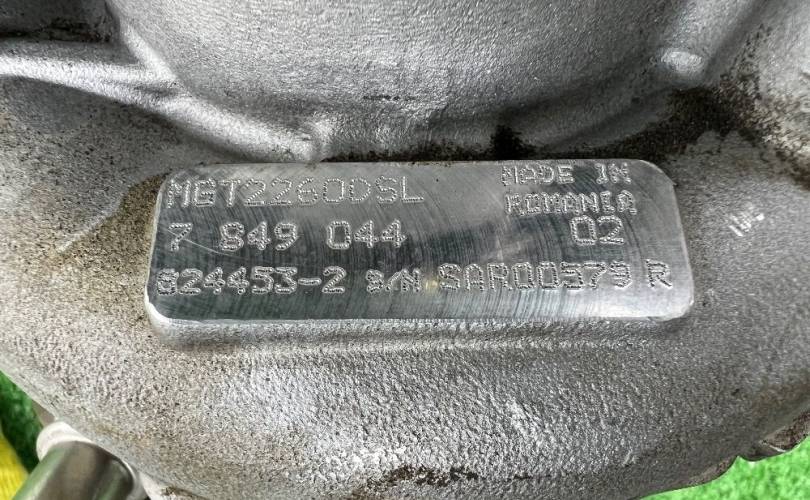 MGT2260DSL MADE IN
ROMANIA
7 849 044 02
824453-2 S/N SAR00579 R